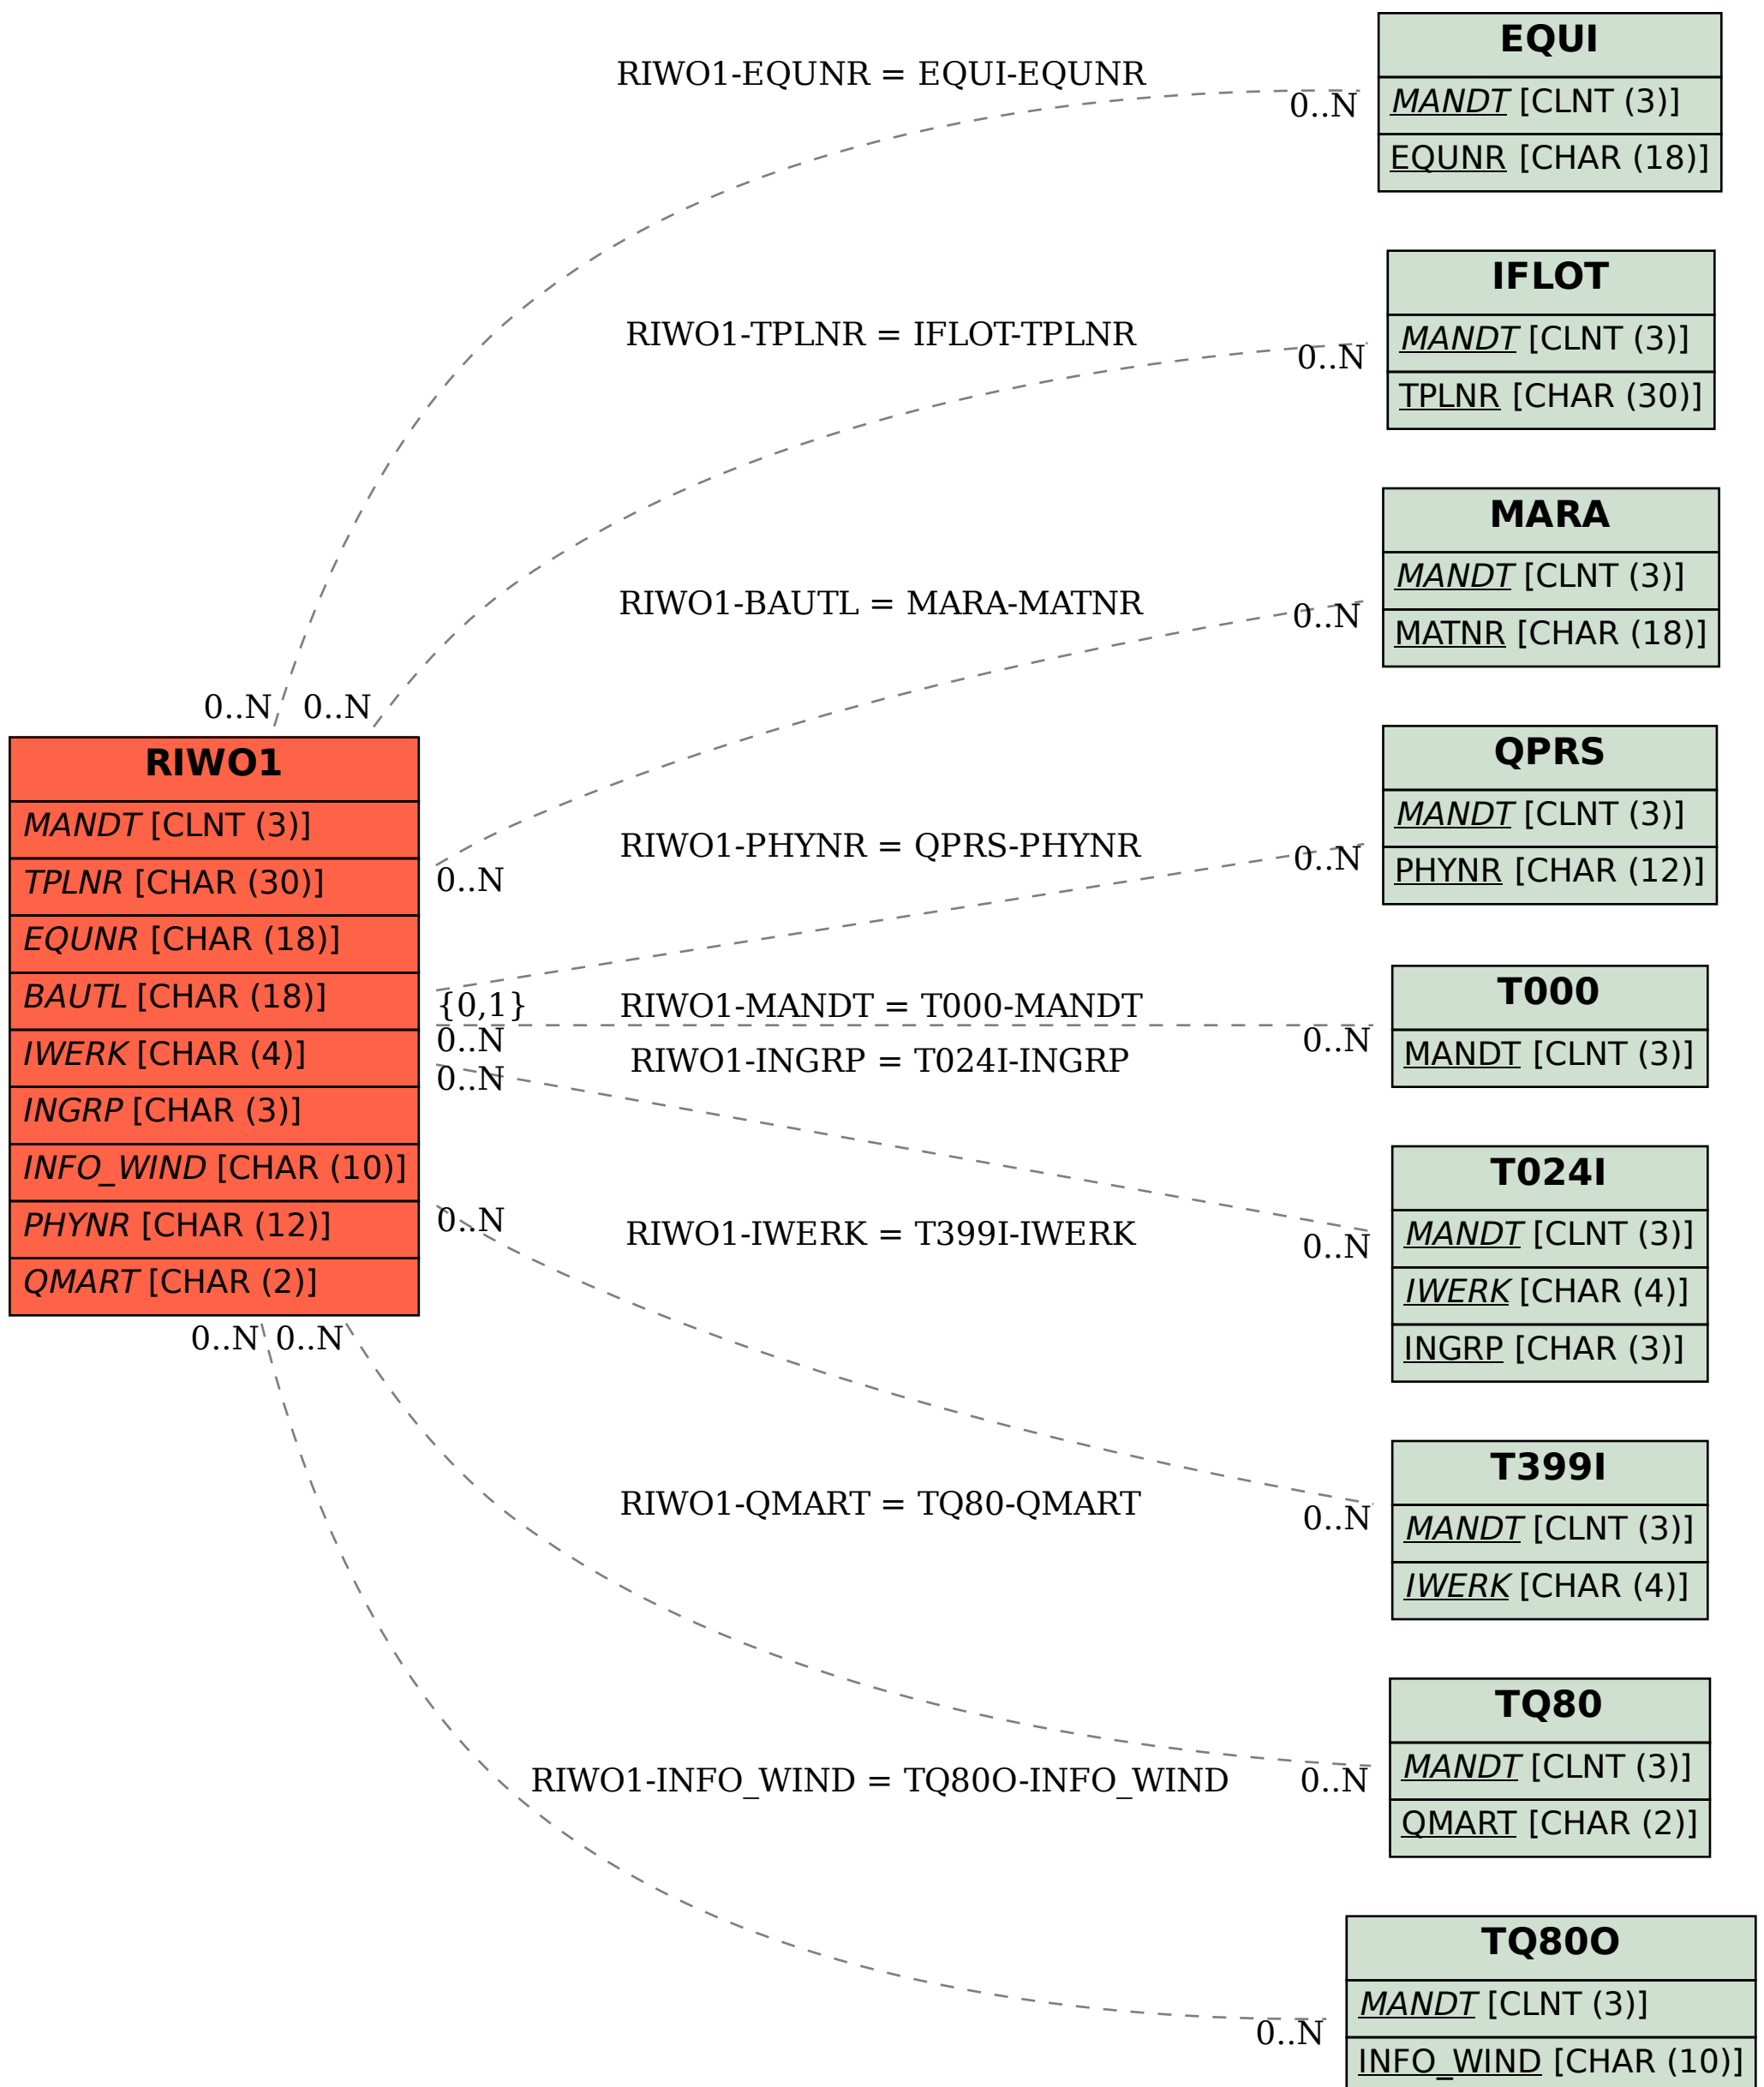 EQUI
MANDT [CLNT (3)]
EQUNR [CHAR (18)]
RIWO1-EQUNR = EQUI-EQUNR
0..N
0..N
IFLOT
MANDT [CLNT (3)]
TPLNR [CHAR (30)]
RIWO1-TPLNR = IFLOT-TPLNR
0..N
0..N
MARA
MANDT [CLNT (3)]
MATNR [CHAR (18)]
RIWO1-BAUTL = MARA-MATNR
0..N
0..N
RIWO1
MANDT [CLNT (3)]
TPLNR [CHAR (30)]
EQUNR [CHAR (18)]
BAUTL [CHAR (18)]
IWERK [CHAR (4)]
INGRP [CHAR (3)]
INFO_WIND [CHAR (10)]
PHYNR [CHAR (12)]
QMART [CHAR (2)]
QPRS
MANDT [CLNT (3)]
PHYNR [CHAR (12)]
RIWO1-PHYNR = QPRS-PHYNR
0..N
{0,1}
T000
MANDT [CLNT (3)]
RIWO1-MANDT = T000-MANDT
0..N
0..N
T024I
MANDT [CLNT (3)]
IWERK [CHAR (4)]
INGRP [CHAR (3)]
RIWO1-INGRP = T024I-INGRP
0..N
0..N
T399I
MANDT [CLNT (3)]
IWERK [CHAR (4)]
RIWO1-IWERK = T399I-IWERK
0..N
0..N
TQ80
MANDT [CLNT (3)]
QMART [CHAR (2)]
RIWO1-QMART = TQ80-QMART
0..N
0..N
TQ80O
MANDT [CLNT (3)]
INFO_WIND [CHAR (10)]
RIWO1-INFO_WIND = TQ80O-INFO_WIND
0..N
0..N